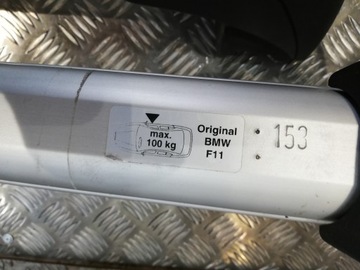 max.
100 kg
Original
BMW
F11
153